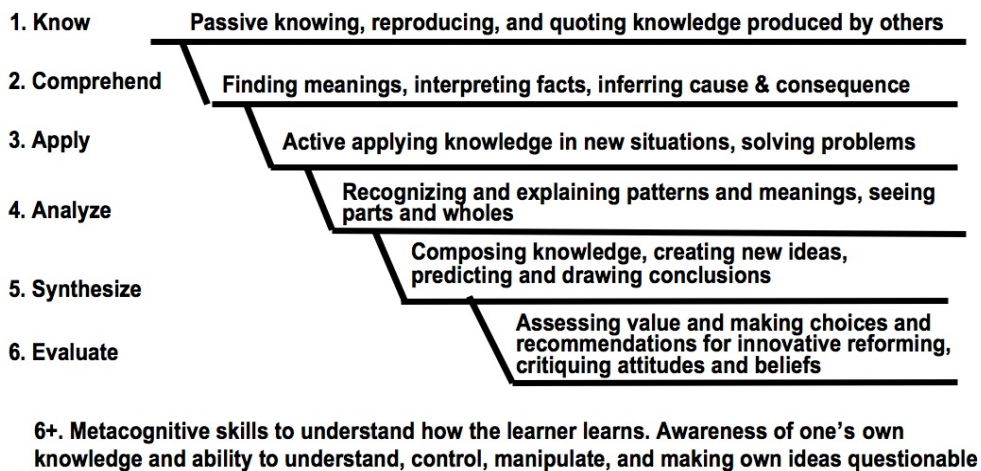 1. Know Passive knowing, reproducing, and quoting knowledge produced by others
2. Comprehend Finding meanings, interpreting facts, inferring cause & consequence
3. Apply Active applying knowledge in new situations, solving problems
4. Analyze Recognizing and explaining patterns and meanings, seeing
parts and wholes
Composing knowledge, creating new ideas,
predicting and drawing conclusions
5. Synthesize
Assessing value and making choices and
recommendations for innovative reforming,
6. Evaluate critiquing attitudes and beliefs
6+. Metacognitive skills to understand how the learner learns. Awareness of one's own
knowledge and ability to understand, control, manipulate, and making own ideas questionable